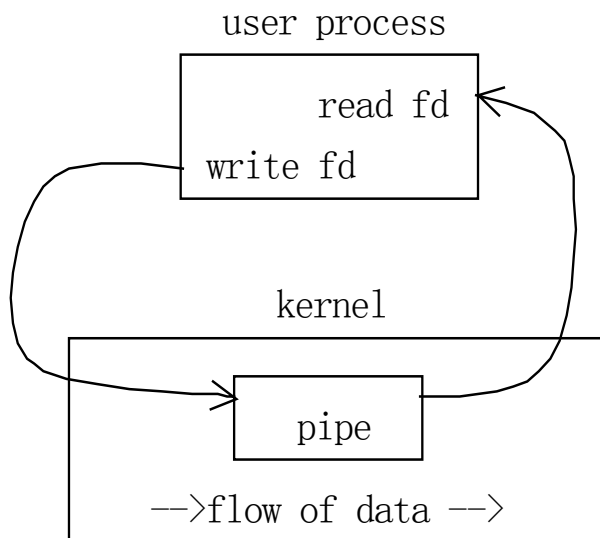 user process
read fd
write fd
kernel
pipe
-->flow of data -->